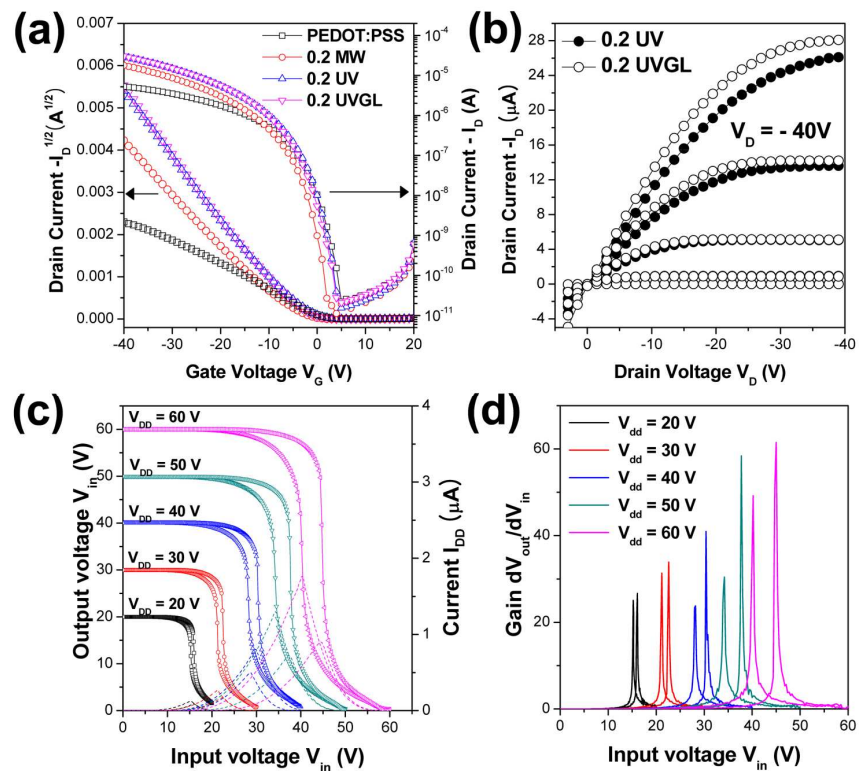 (a)
0.007
0.006
0.005
0.004
0.003
0.002
0.001
0.000
Drain Current -I_D^1/2 (A^1/2)
PEDOT:PSS
0.2 MW
0.2 UV
0.2 UVGL
10^-4
10^-5
10^-6
10^-7
10^-8
10^-9
10^-10
10^-11
Drain Current - I_D (A)
-40 -30 -20 -10 0 10 20
Gate Voltage V_G (V)
(b)
28
24
20
16
12
8
4
0
-4
Drain Current -I_D (μA)
0.2 UV
0.2 UVGL
V_D = - 40V
0 -10 -20 -30 -40
Drain Voltage V_D (V)
(c)
60
50
40
30
20
10
0
Output voltage V_in (V)
V_DD = 60 V
V_DD = 50 V
V_DD = 40 V
V_DD = 30 V
V_DD = 20 V
4
3
2
1
0
Current I_DD (μA)
0 10 20 30 40 50 60
Input voltage V_in (V)
(d)
60
40
20
0
Gain dV_out/dV_in
V_dd = 20 V
V_dd = 30 V
V_dd = 40 V
V_dd = 50 V
V_dd = 60 V
0 10 20 30 40 50 60
Input voltage V_in (V)